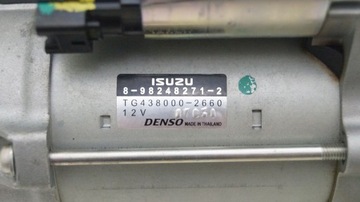 ISUZU
8-98248271-2
TG438000-2660
12V
DENSO MADE IN THAILAND